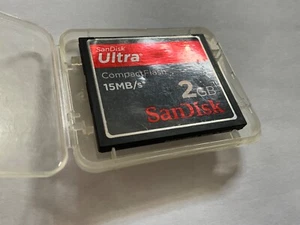 SanDisk
Ultra
CompactFlash
15MB/s
2GB
SanDisk